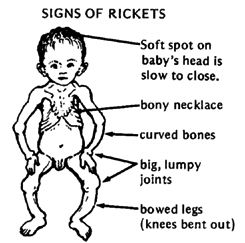 SIGNS OF RICKETS
Soft spot on
baby's head is
slow to close.
bony necklace
curved bones
big, lumpy
joints
bowed legs
(knees bent out)